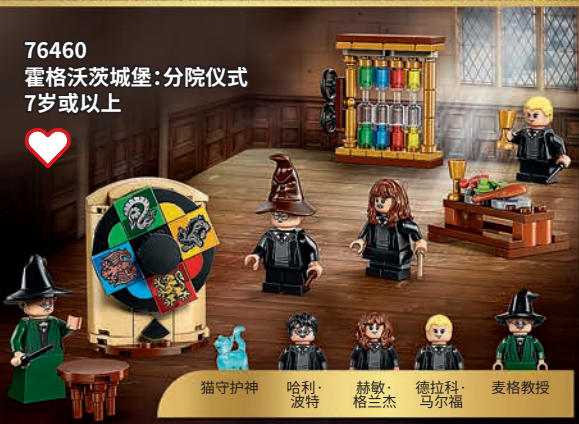 76460
霍格沃茨城堡：分院仪式
7岁或以上
猫守护神
哈利·
波特
赫敏·
格兰杰
德拉科·
马尔福
麦格教授